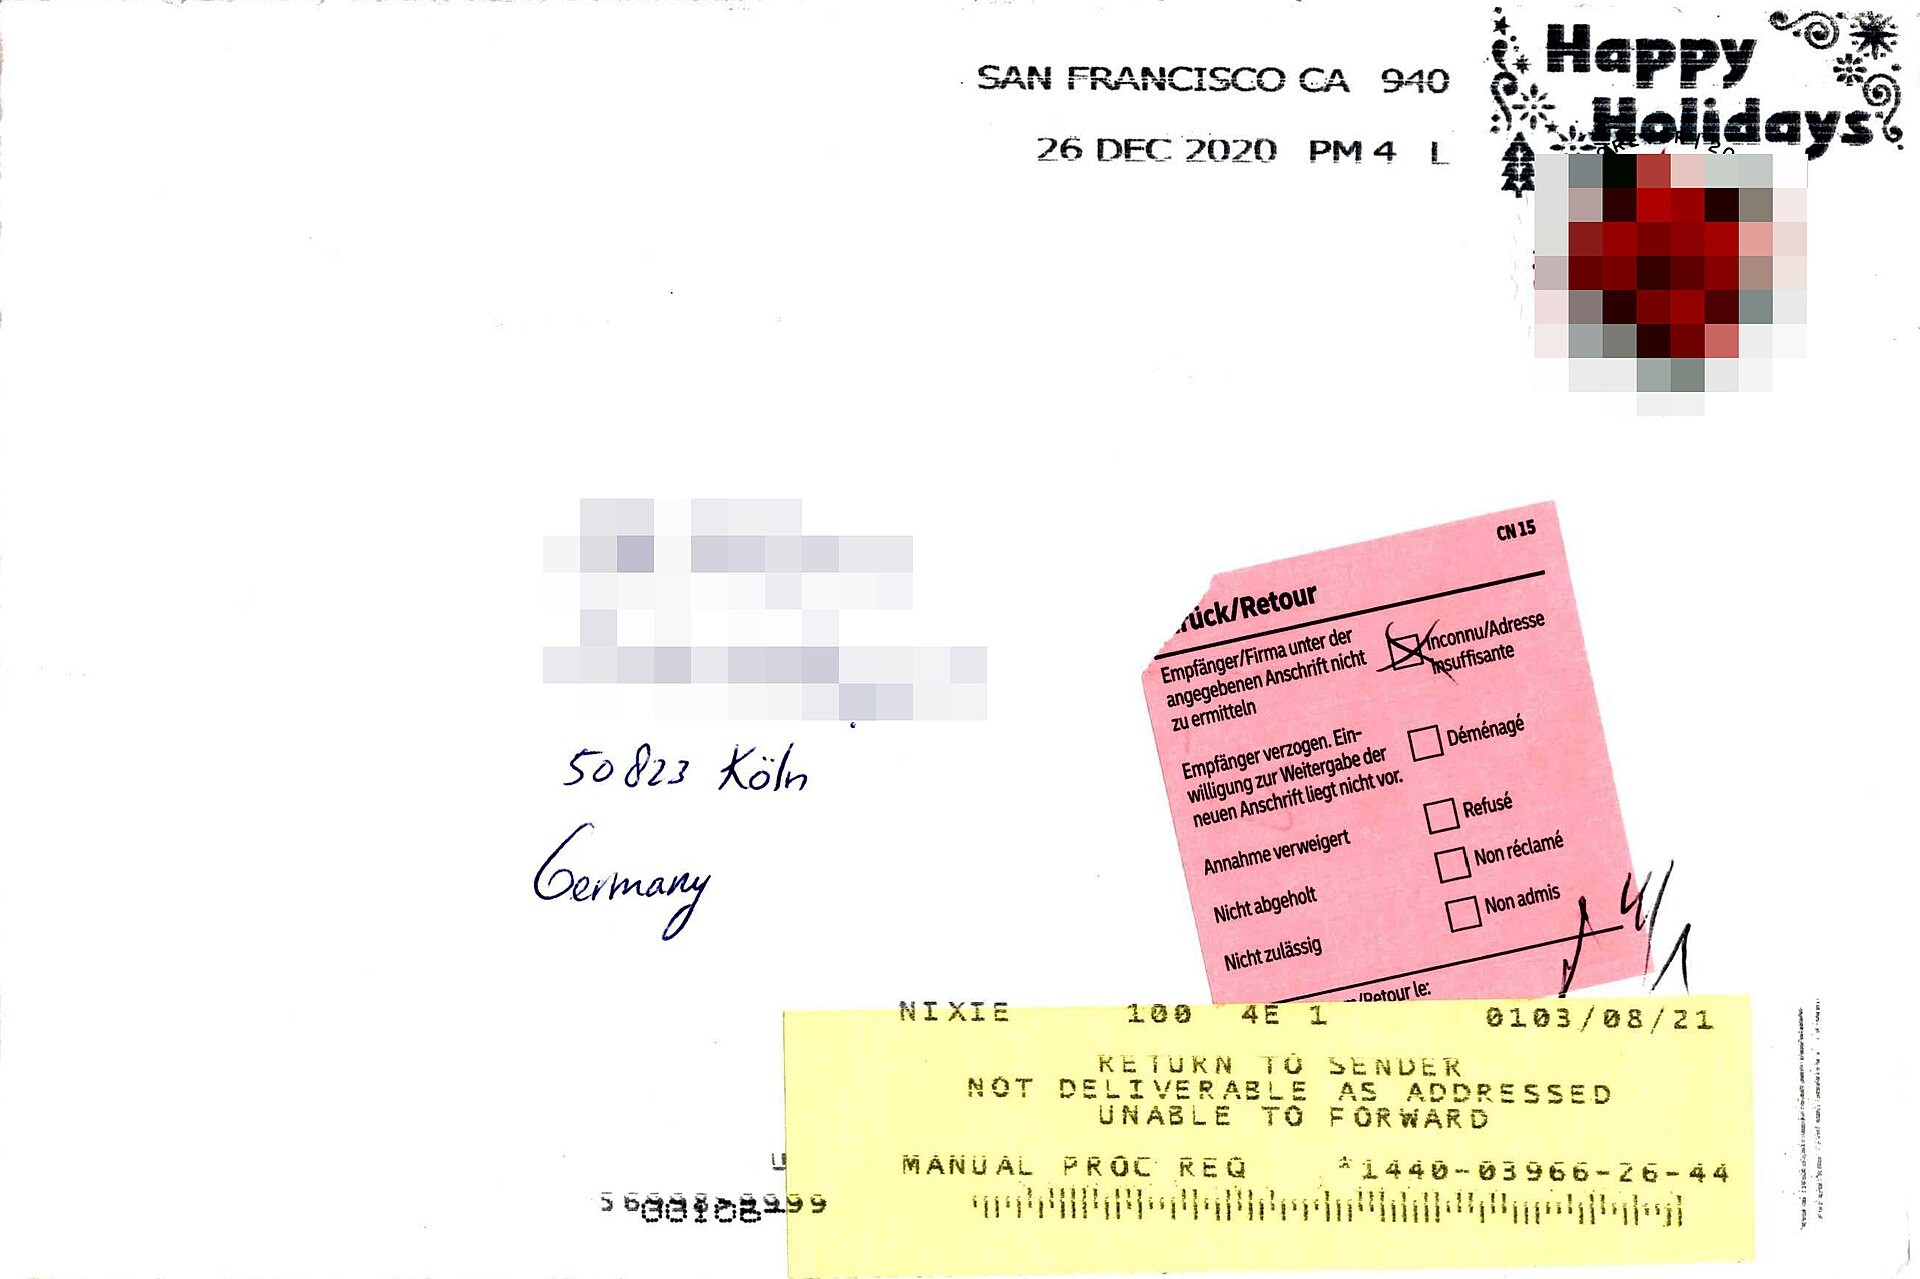 Happy
Holidays
SAN FRANCISCO CA 940
26 DEC 2020 PM 4 L
50823 Köln
Germany
CN 15
rück/Retour
Empfänger/Firma unter der
angegebenen Anschrift nicht
zu ermitteln
Inconnu/Adresse
insuffisante
Empfänger verzogen. Ein-
willigung zur Weitergabe der
neuen Anschrift liegt nicht vor.
Déménagé
Annahme verweigert
Refusé
Nicht abgeholt
Non réclamé
Nicht zulässig
Non admis
/Retour le:
NIXIE 100 4E 1 0103/08/21
RETURN TO SENDER
NOT DELIVERABLE AS ADDRESSED
UNABLE TO FORWARD
MANUAL PROC REQ *1440-03966-26-44